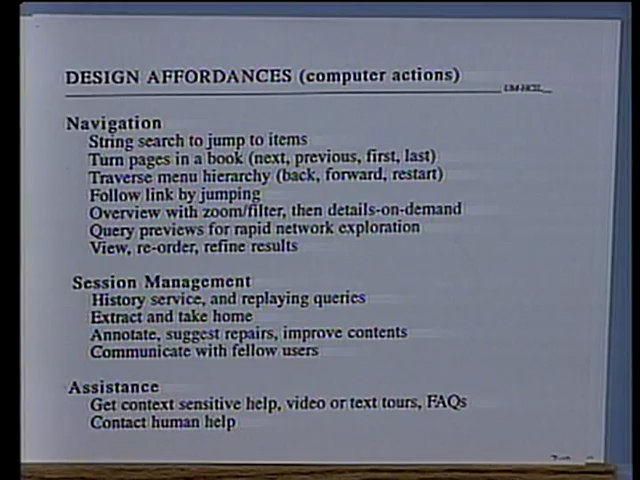 DESIGN AFFORDANCES (computer actions)
UM-HCIL
Navigation
String search to jump to items
Turn pages in a book (next, previous, first, last)
Traverse menu hierarchy (back, forward, restart)
Follow link by jumping
Overview with zoom/filter, then details-on-demand
Query previews for rapid network exploration
View, re-order, refine results
Session Management
History service, and replaying queries
Extract and take home
Annotate, suggest repairs, improve contents
Communicate with fellow users
Assistance
Get context sensitive help, video or text tours, FAQs
Contact human help